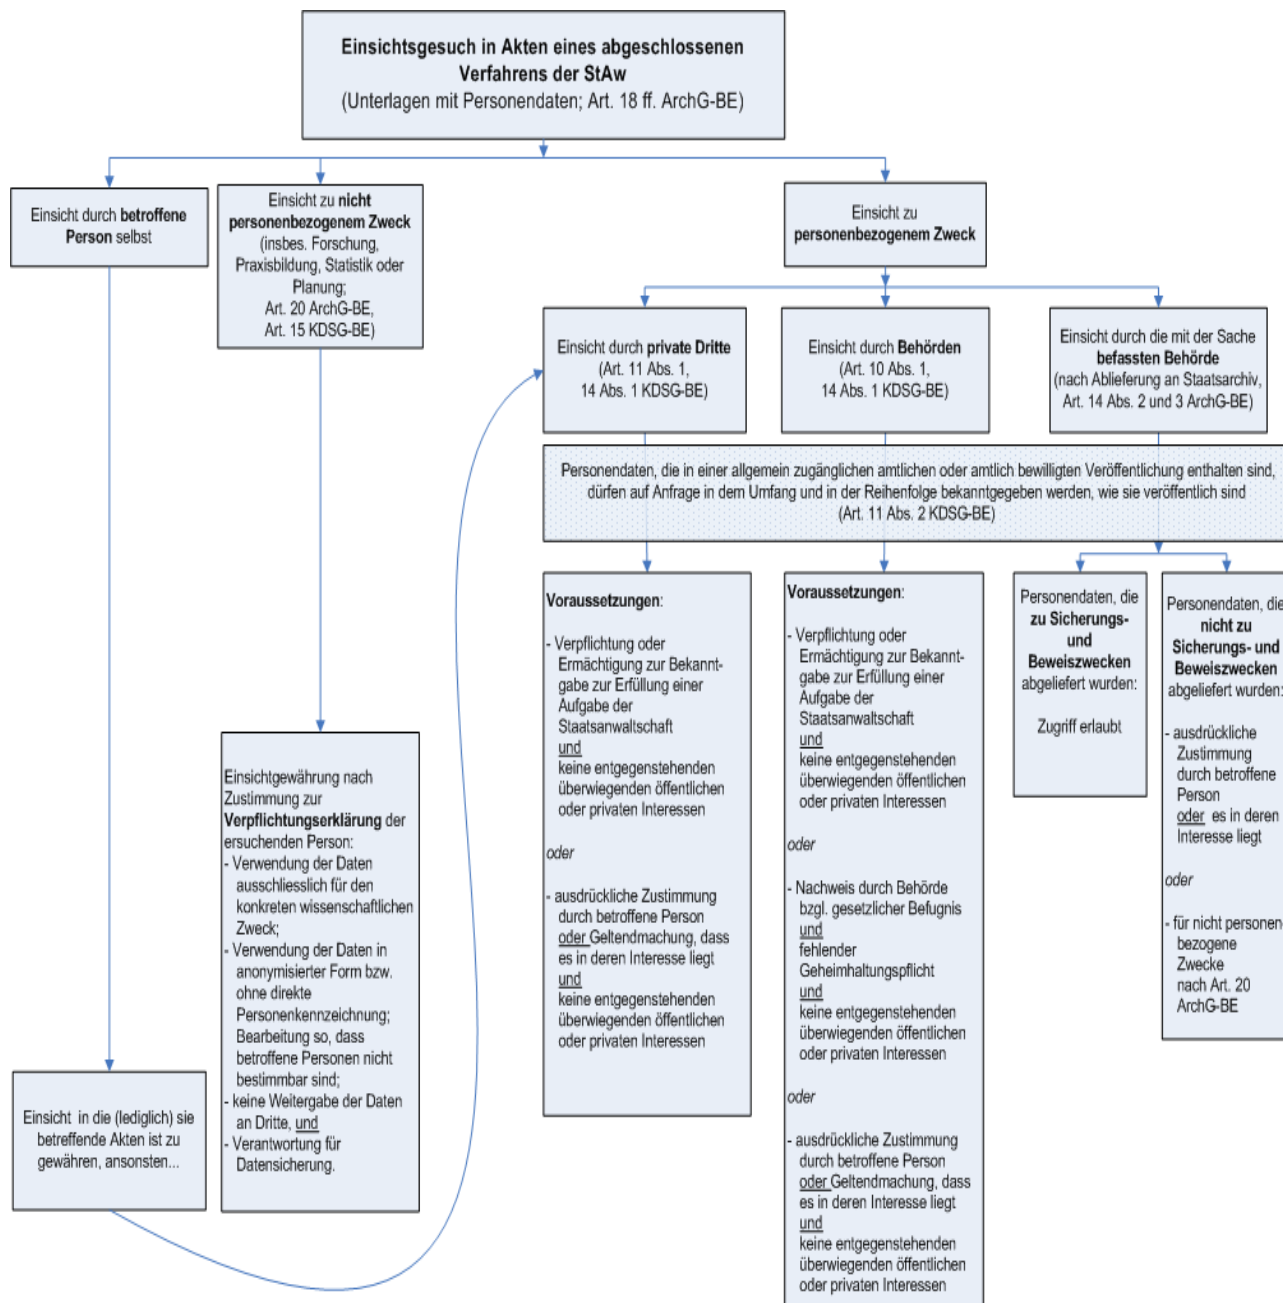 Einsichtsgesuch in Akten eines abgeschlossenen
Verfahrens der StAw
(Unterlagen mit Personendaten; Art. 18 ff. ArchG-BE)
Einsicht durch betroffene
Person selbst
Einsicht zu nicht
personenbezogenem Zweck
(insbes. Forschung,
Praxisbildung, Statistik oder
Planung;
Art. 20 ArchG-BE,
Art. 15 KDSG-BE)
Einsicht zu
personenbezogenem Zweck
Einsicht durch private Dritte
(Art. 11 Abs. 1,
14 Abs. 1 KDSG-BE)
Einsicht durch Behörden
(Art. 10 Abs. 1,
14 Abs. 1 KDSG-BE)
Einsicht durch die mit der Sache
befassten Behörde
(nach Ablieferung an Staatsarchiv,
Art. 14 Abs. 2 und 3 ArchG-BE)
Personendaten, die in einer allgemein zugänglichen amtlichen oder amtlich bewilligten Veröffentlichung enthalten sind,
dürfen auf Anfrage in dem Umfang und in der Reihenfolge bekanntgegeben werden, wie sie veröffentlich sind
(Art. 11 Abs. 2 KDSG-BE)
Voraussetzungen:
- Verpflichtung oder
Ermächtigung zur Bekannt-
gabe zur Erfüllung einer
Aufgabe der
Staatsanwaltschaft
und
keine entgegenstehenden
überwiegenden öffentlichen
oder privaten Interessen
oder
- ausdrückliche Zustimmung
durch betroffene Person
oder Geltendmachung, dass
es in deren Interesse liegt
und
keine entgegenstehenden
überwiegenden öffentlichen
oder privaten Interessen
Voraussetzungen:
- Verpflichtung oder
Ermächtigung zur Bekannt-
gabe zur Erfüllung einer
Aufgabe der
Staatsanwaltschaft
und
keine entgegenstehenden
überwiegenden öffentlichen
oder privaten Interessen
oder
- Nachweis durch Behörde
bzgl. gesetzlicher Befugnis
und
fehlender
Geheimhaltungspflicht
und
keine entgegenstehenden
überwiegenden öffentlichen
oder privaten Interessen
oder
- ausdrückliche Zustimmung
durch betroffene Person
oder Geltendmachung, dass
es in deren Interesse liegt
und
keine entgegenstehenden
überwiegenden öffentlichen
oder privaten Interessen
Personendaten, die
zu Sicherungs-
und
Beweiszwecken
abgeliefert wurden:
Zugriff erlaubt
Personendaten, die
nicht zu
Sicherungs- und
Beweiszwecken
abgeliefert wurden:
- ausdrückliche
Zustimmung
durch betroffene
Person
oder es in deren
Interesse liegt
oder
- für nicht personen-
bezogene
Zwecke
nach Art. 20
ArchG-BE
Einsichtgewährung nach
Zustimmung zur
Verpflichtungserklärung der
ersuchenden Person:
- Verwendung der Daten
ausschliesslich für den
konkreten wissenschaftlichen
Zweck;
- Verwendung der Daten in
anonymisierter Form bzw.
ohne direkte
Personenkennzeichnung;
Bearbeitung so, dass
betroffene Personen nicht
bestimmbar sind;
- keine Weitergabe der Daten
an Dritte, und
- Verantwortung für
Datensicherung.
Einsicht in die (lediglich) sie
betreffende Akten ist zu
gewähren, ansonsten...